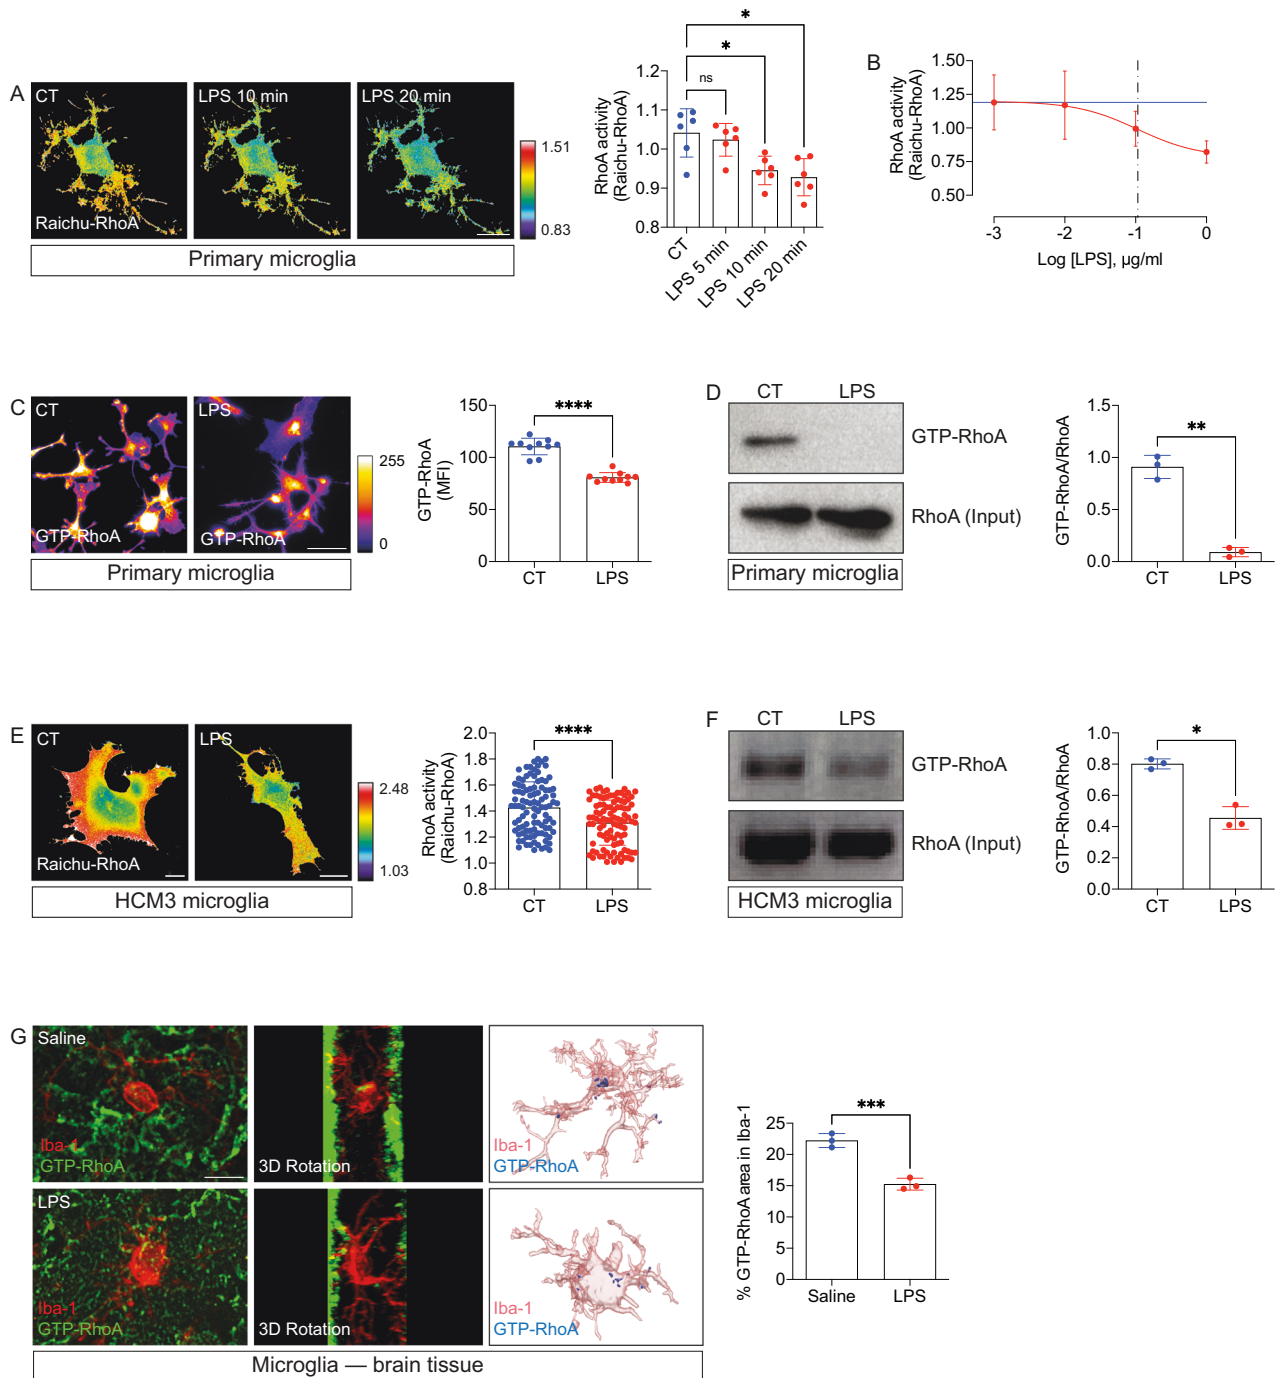 A
CT
LPS 10 min
LPS 20 min
Raichu-RhoA
1.51
0.83
Primary microglia
RhoA activity
(Raichu-RhoA)
1.2
1.1
1.0
0.9
0.8
ns
*
*
CT
LPS 5 min
LPS 10 min
LPS 20 min
B
RhoA activity
(Raichu-RhoA)
1.50
1.25
1.00
0.75
0.50
-3
-2
-1
0
Log [LPS], µg/ml
C
CT
LPS
GTP-RhoA
GTP-RhoA
255
0
Primary microglia
GTP-RhoA
(MFI)
150
100
50
0
****
CT
LPS
D
CT
LPS
GTP-RhoA
RhoA (Input)
Primary microglia
GTP-RhoA/RhoA
1.5
1.0
0.5
0.0
**
CT
LPS
E
CT
LPS
Raichu-RhoA
2.48
1.03
HCM3 microglia
RhoA activity
(Raichu-RhoA)
2.0
1.8
1.6
1.4
1.2
1.0
0.8
****
CT
LPS
F
CT
LPS
GTP-RhoA
RhoA (Input)
HCM3 microglia
GTP-RhoA/RhoA
1.0
0.8
0.6
0.4
0.2
0.0
*
CT
LPS
G
Saline
Iba-1
GTP-RhoA
3D Rotation
Iba-1
GTP-RhoA
LPS
Iba-1
GTP-RhoA
3D Rotation
Iba-1
GTP-RhoA
Microglia — brain tissue
% GTP-RhoA area in Iba-1
25
20
15
10
5
0
***
Saline
LPS